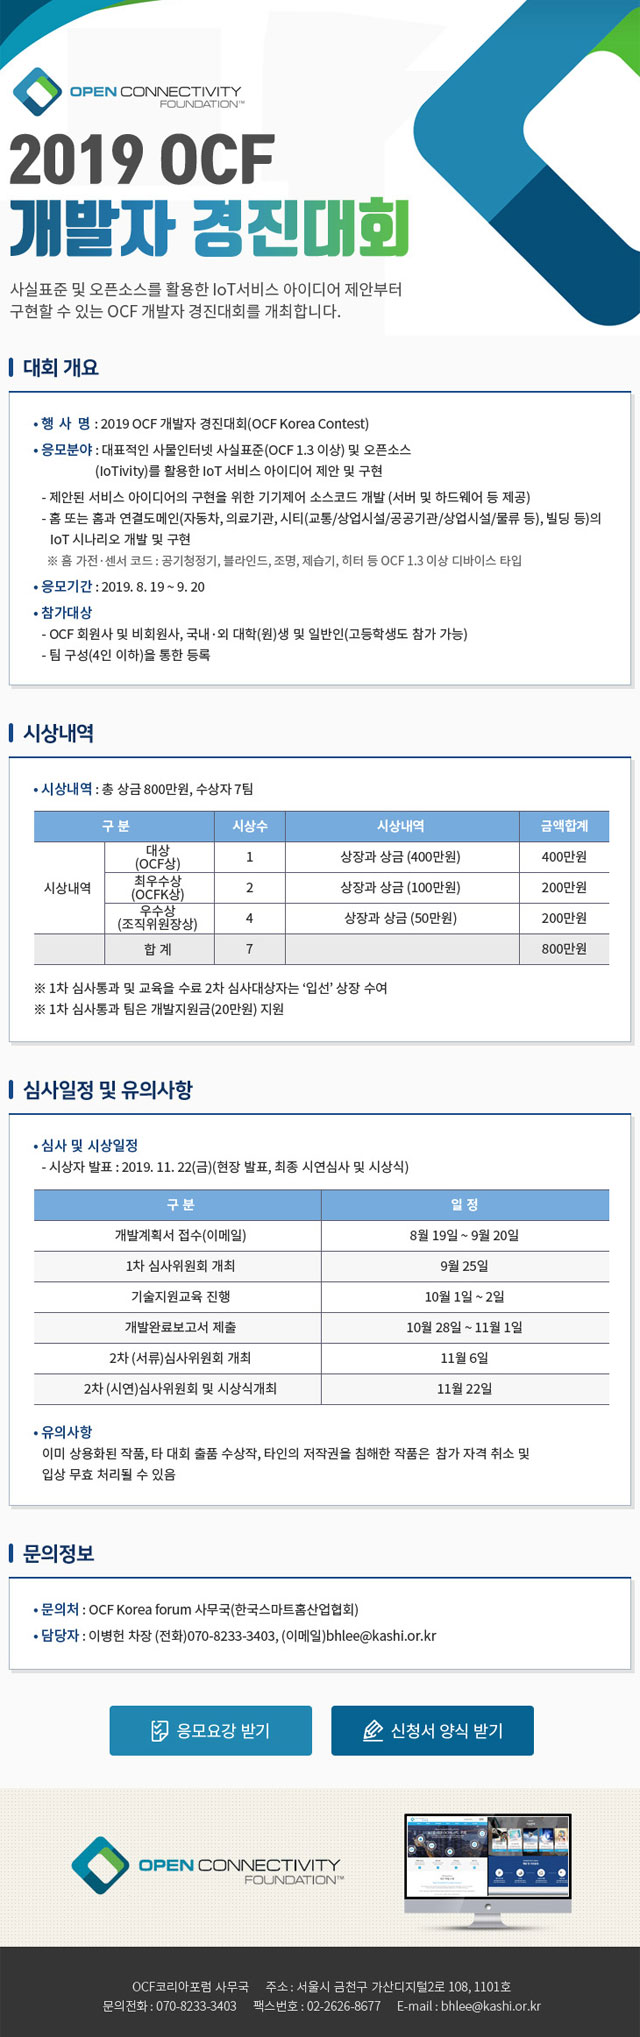 OPEN CONNECTIVITY
FOUNDATION™
2019 OCF
개발자 경진대회
사실표준 및 오픈소스를 활용한 IoT서비스 아이디어 제안부터
구현할 수 있는 OCF 개발자 경진대회를 개최합니다.
대회 개요
• 행 사 명 : 2019 OCF 개발자 경진대회(OCF Korea Contest)
• 응모분야 : 대표적인 사물인터넷 사실표준(OCF 1.3 이상) 및 오픈소스
(IoTivity)를 활용한 IoT 서비스 아이디어 제안 및 구현
- 제안된 서비스 아이디어의 구현을 위한 기기제어 소스코드 개발 (서버 및 하드웨어 등 제공)
- 홈 또는 홈과 연결도메인(자동차, 의료기관, 시티(교통/상업시설/공공기관/상업시설/물류 등), 빌딩 등)의
IoT 시나리오 개발 및 구현
※ 홈 가전·센서 코드 : 공기청정기, 블라인드, 조명, 제습기, 히터 등 OCF 1.3 이상 디바이스 타입
• 응모기간 : 2019. 8. 19 ~ 9. 20
• 참가대상
- OCF 회원사 및 비회원사, 국내·외 대학(원)생 및 일반인(고등학생도 참가 가능)
- 팀 구성(4인 이하)을 통한 등록
시상내역
• 시상내역 : 총 상금 800만원, 수상자 7팀
구 분 시상수 시상내역 금액합계
시상내역 대상 (OCF상) 1 상장과 상금 (400만원) 400만원
최우수상 (OCFK상) 2 상장과 상금 (100만원) 200만원
우수상 (조직위원장상) 4 상장과 상금 (50만원) 200만원
합 계 7 800만원
※ 1차 심사통과 및 교육을 수료 2차 심사대상자는 ‘입선’ 상장 수여
※ 1차 심사통과 팀은 개발지원금(20만원) 지원
심사일정 및 유의사항
• 심사 및 시상일정
- 시상자 발표 : 2019. 11. 22(금)(현장 발표, 최종 시연심사 및 시상식)
구 분 일 정
개발계획서 접수(이메일) 8월 19일 ~ 9월 20일
1차 심사위원회 개최 9월 25일
기술지원교육 진행 10월 1일 ~ 2일
개발완료보고서 제출 10월 28일 ~ 11월 1일
2차 (서류)심사위원회 개최 11월 6일
2차 (시연)심사위원회 및 시상식개최 11월 22일
• 유의사항
이미 상용화된 작품, 타 대회 출품 수상작, 타인의 저작권을 침해한 작품은 참가 자격 취소 및
입상 무효 처리될 수 있음
문의정보
• 문의처 : OCF Korea forum 사무국(한국스마트홈산업협회)
• 담당자 : 이병헌 차장 (전화)070-8233-3403, (이메일)bhlee@kashi.or.kr
응모요강 받기 신청서 양식 받기
OPEN CONNECTIVITY
FOUNDATION™
OCF코리아포럼 사무국 주소 : 서울시 금천구 가산디지털2로 108, 1101호
문의전화 : 070-8233-3403 팩스번호 : 02-2626-8677 E-mail : bhlee@kashi.or.kr